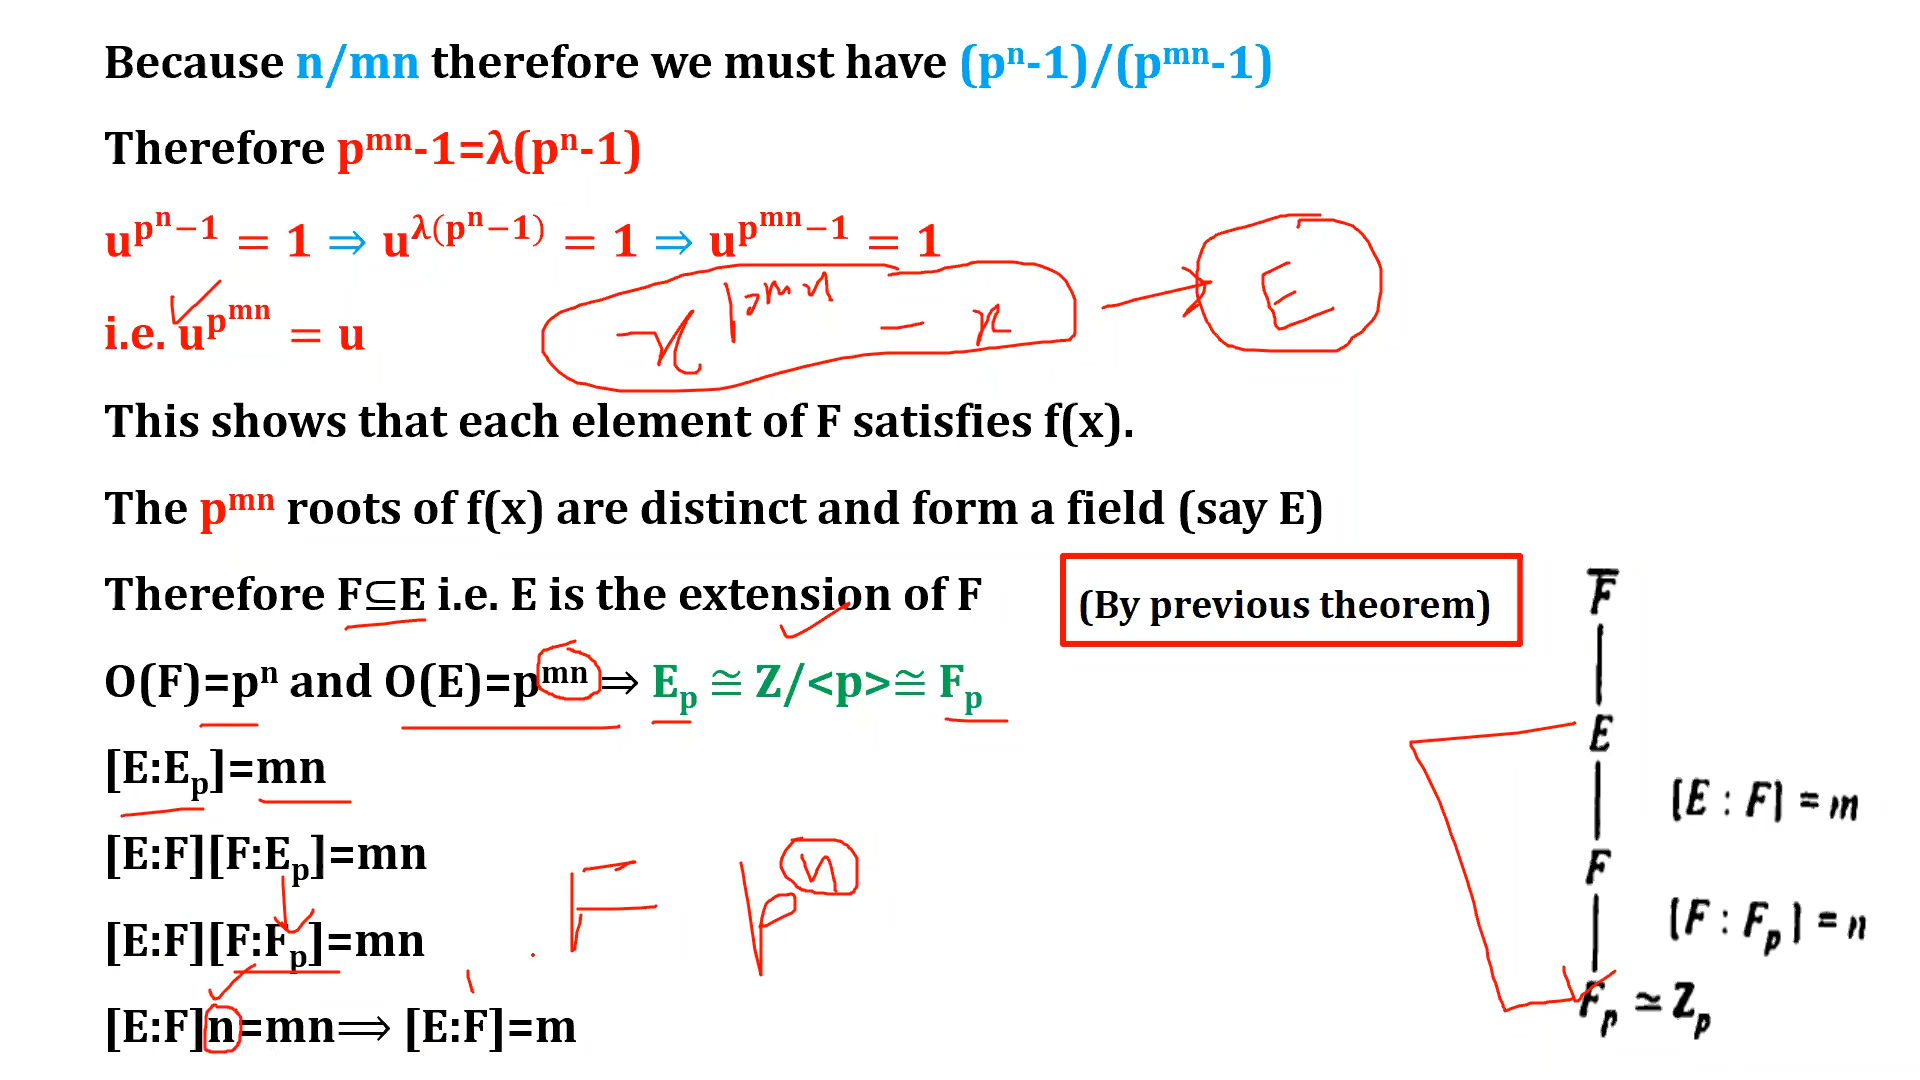 Because n/mn therefore we must have (pⁿ-1)/(pᵐⁿ-1)
Therefore pᵐⁿ-1=λ(pⁿ-1)
u^{pⁿ−1} = 1 ⇒ u^{λ(pⁿ−1)} = 1 ⇒ u^{pᵐⁿ−1} = 1
i.e. u^{pᵐⁿ} = u
x^{pᵐⁿ} − x → E
This shows that each element of F satisfies f(x).
The pᵐⁿ roots of f(x) are distinct and form a field (say E)
Therefore F⊆E i.e. E is the extension of F
(By previous theorem)
O(F)=pⁿ and O(E)=pᵐⁿ⇒ Eₚ ≅ Z/<p>≅ Fₚ
[E:Eₚ]=mn
[E:F][F:Eₚ]=mn
[E:F][F:Fₚ]=mn
[E:F]n=mn⟹ [E:F]=m
F pⁿ
F̅
E
[E : F] = m
F
[F : Fₚ] = n
Fₚ ≃ Zₚ